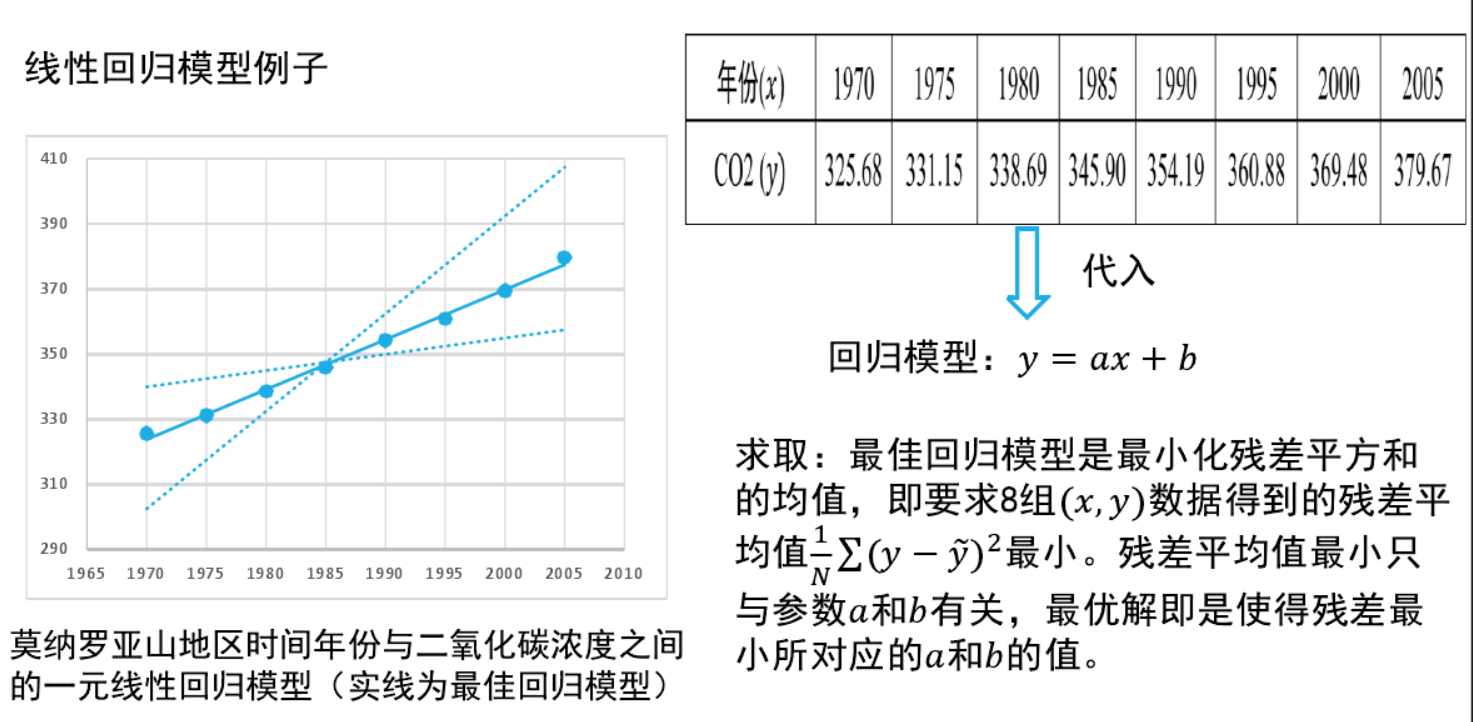 线性回归模型例子
年份(x) 1970 1975 1980 1985 1990 1995 2000 2005
CO2 (y) 325.68 331.15 338.69 345.90 354.19 360.88 369.48 379.67
410
390
370
350
330
310
290
1965 1970 1975 1980 1985 1990 1995 2000 2005 2010
莫纳罗亚山地区时间年份与二氧化碳浓度之间
的一元线性回归模型（实线为最佳回归模型）
代入
回归模型：y = ax + b
求取：最佳回归模型是最小化残差平方和
的均值，即要求8组(x, y)数据得到的残差平
均值\frac{1}{N}∑(y − ỹ)²最小。残差平均值最小只
与参数a和b有关，最优解即是使得残差最
小所对应的a和b的值。